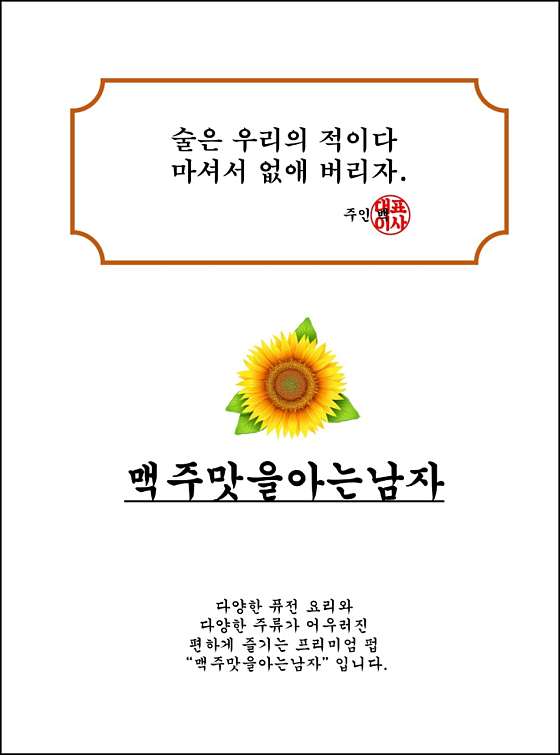 술은 우리의 적이다
마셔서 없애 버리자.
주인 백
대표
이사
맥주맛을아는남자
다양한 퓨전 요리와
다양한 주류가 어우러진
편하게 즐기는 프리미엄 펍
“맥주맛을아는남자” 입니다.